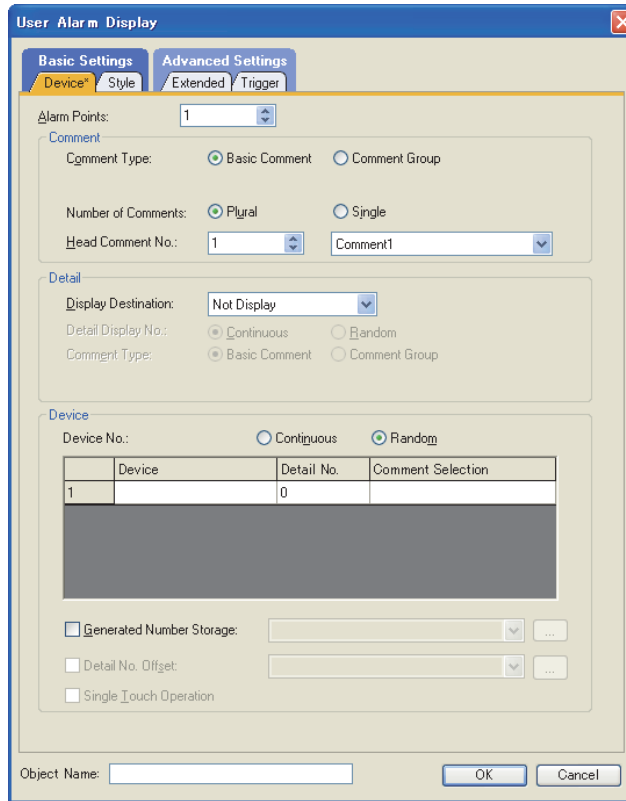 User Alarm Display
Basic Settings Advanced Settings
Device* Style Extended Trigger
Alarm Points: 1
Comment
Comment Type: Basic Comment Comment Group
Number of Comments: Plural Single
Head Comment No.: 1 Comment1
Detail
Display Destination: Not Display
Detail Display No.: Continuous Random
Comment Type: Basic Comment Comment Group
Device
Device No.: Continuous Random
Device Detail No. Comment Selection
1 0
Generated Number Storage: ...
Detail No. Offset: ...
Single Touch Operation
Object Name: OK Cancel